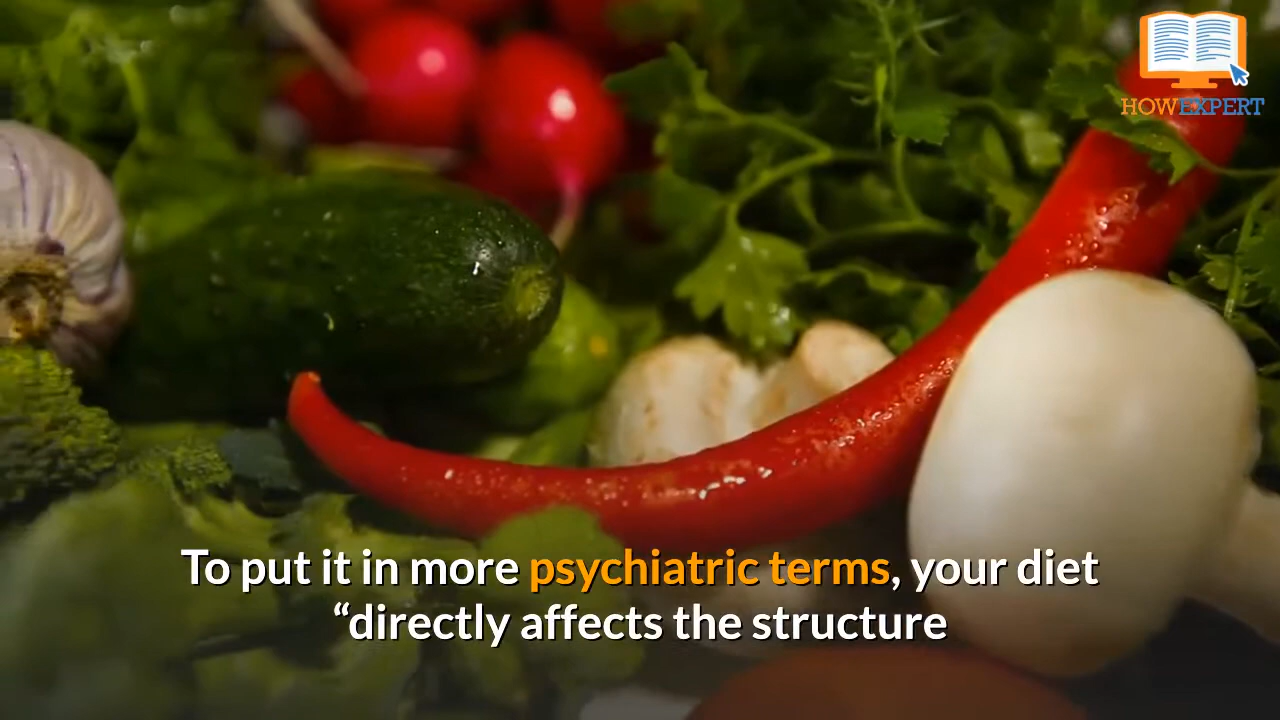 HOWEXPERT
To put it in more psychiatric terms, your diet
“directly affects the structure